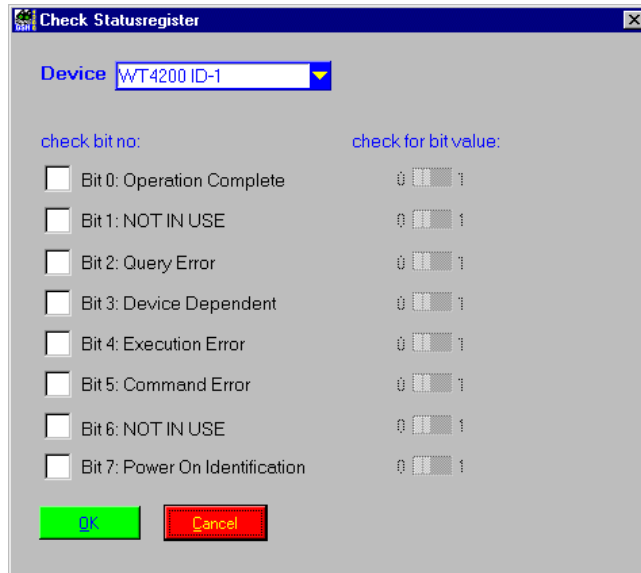 Check Statusregister
Device WT4200 ID-1
check bit no: check for bit value:
Bit 0: Operation Complete 0 1
Bit 1: NOT IN USE 0 1
Bit 2: Query Error 0 1
Bit 3: Device Dependent 0 1
Bit 4: Execution Error 0 1
Bit 5: Command Error 0 1
Bit 6: NOT IN USE 0 1
Bit 7: Power On Identification 0 1
OK Cancel